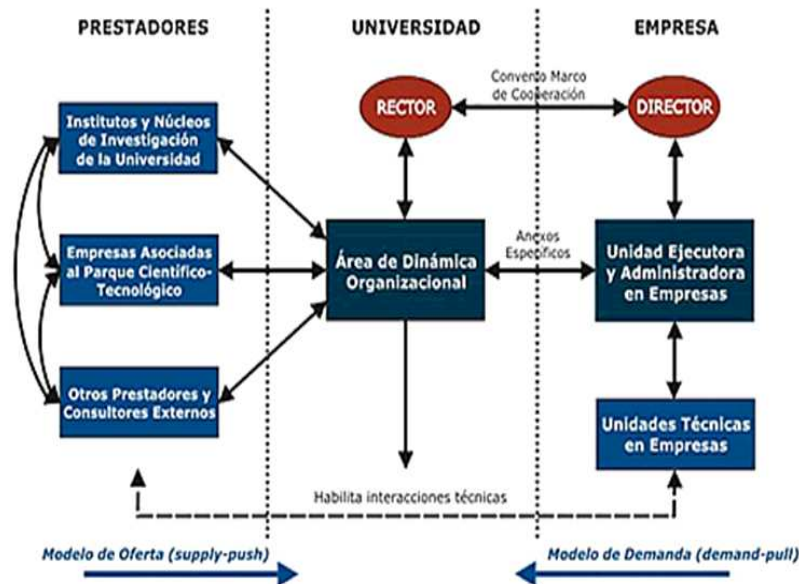 PRESTADORES
UNIVERSIDAD
EMPRESA
Convenio Marco
de Cooperación
RECTOR
DIRECTOR
Institutos y Núcleos
de Investigación
de la Universidad
Empresas Asociadas
al Parque Científico-
Tecnológico
Área de Dinámica
Organizacional
Anexos
Específicos
Unidad Ejecutora
y Administradora
en Empresas
Otros Prestadores y
Consultores Externos
Unidades Técnicas
en Empresas
Habilita interacciones técnicas
Modelo de Oferta (supply-push)
Modelo de Demanda (demand-pull)